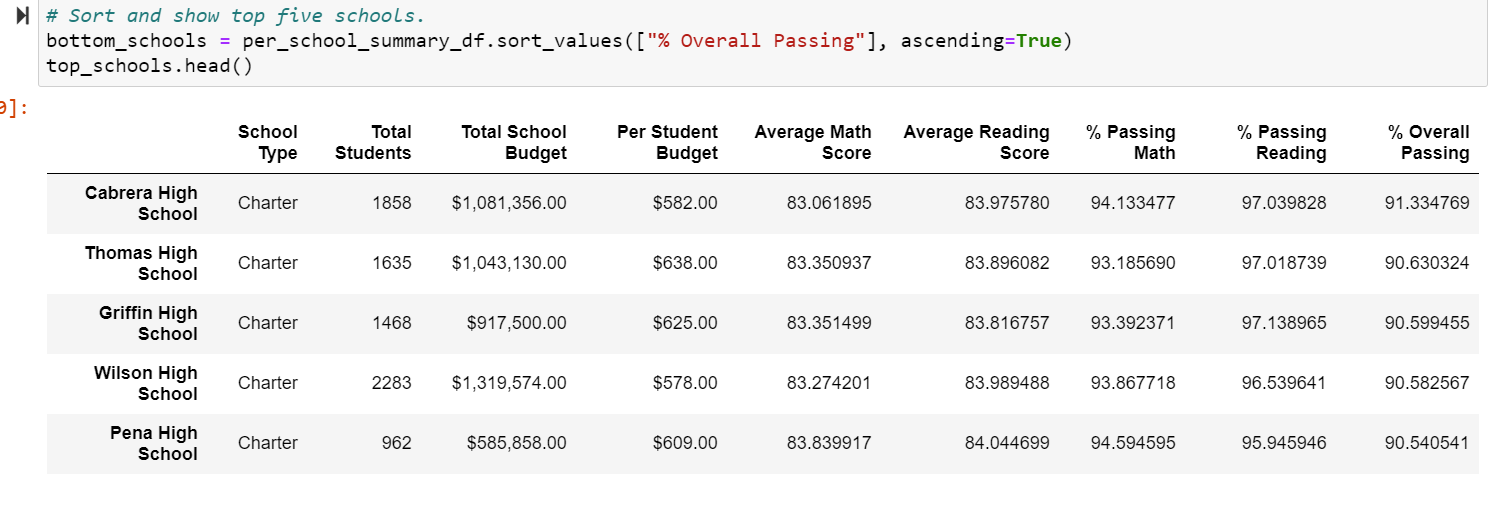 # Sort and show top five schools.
bottom_schools = per_school_summary_df.sort_values(["% Overall Passing"], ascending=True)
top_schools.head()
]:
School Type Total Students Total School Budget Per Student Budget Average Math Score Average Reading Score % Passing Math % Passing Reading % Overall Passing
Cabrera High School Charter 1858 $1,081,356.00 $582.00 83.061895 83.975780 94.133477 97.039828 91.334769
Thomas High School Charter 1635 $1,043,130.00 $638.00 83.350937 83.896082 93.185690 97.018739 90.630324
Griffin High School Charter 1468 $917,500.00 $625.00 83.351499 83.816757 93.392371 97.138965 90.599455
Wilson High School Charter 2283 $1,319,574.00 $578.00 83.274201 83.989488 93.867718 96.539641 90.582567
Pena High School Charter 962 $585,858.00 $609.00 83.839917 84.044699 94.594595 95.945946 90.540541